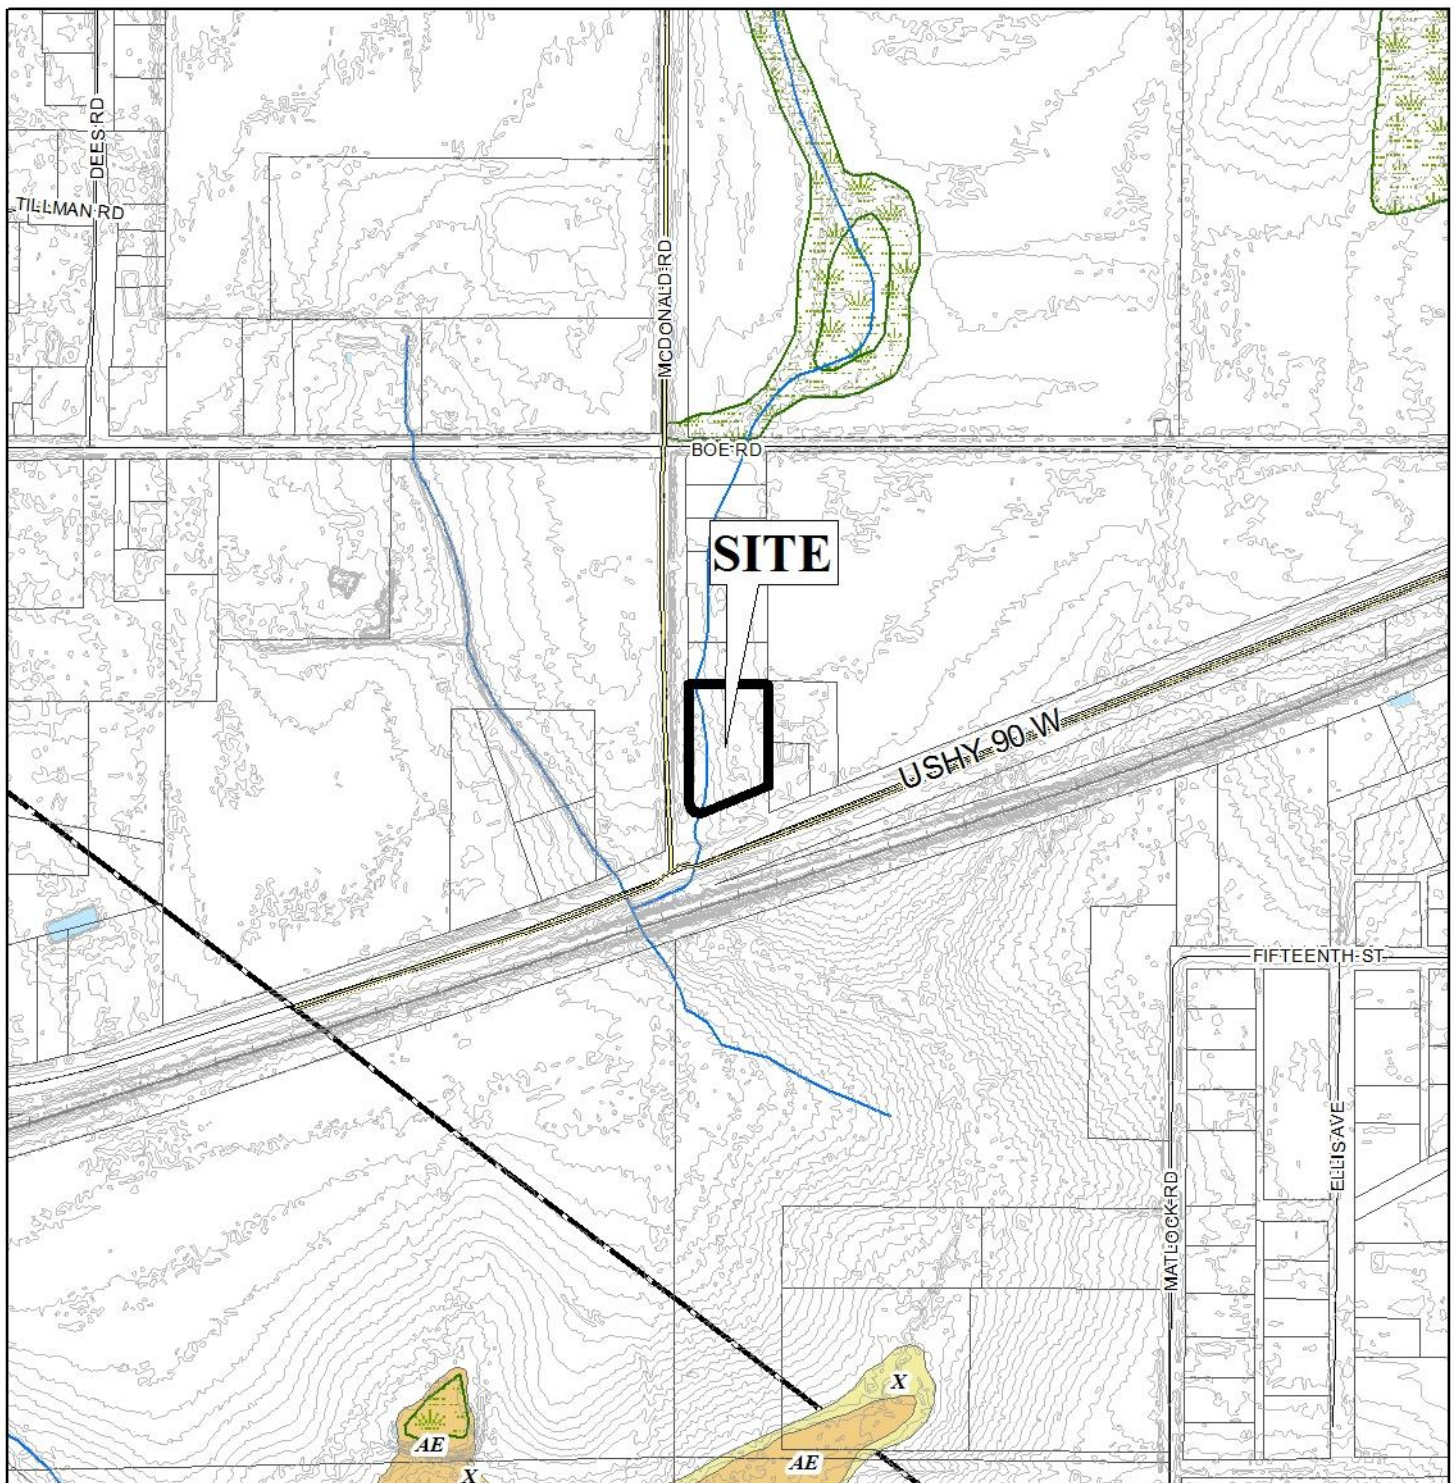 DEES RD
TILLMAN RD
MCDONALD RD
BOE RD
SITE
USHY 90 W
FIFTEENTH ST
ELLIS AVE
MATLOCK RD
X
AE
AE
X